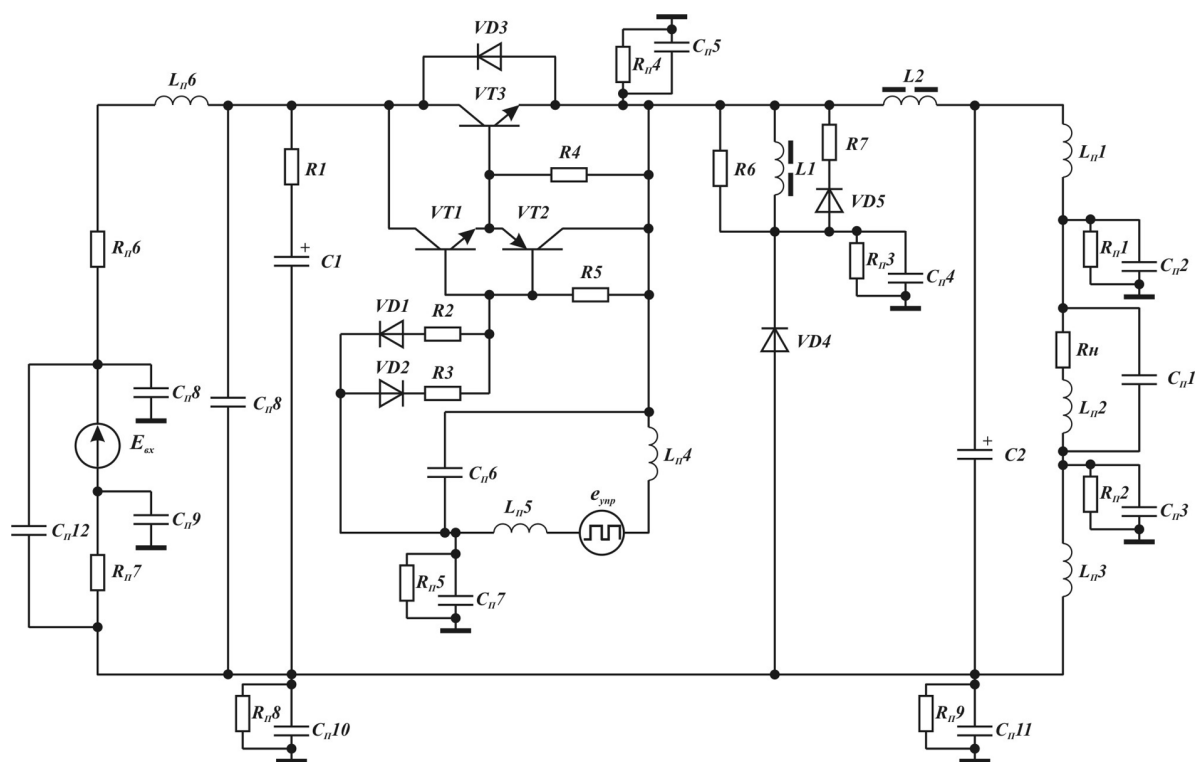 VD3
Rп4
Cп5
Lп6
VT3
L2
R1
R4
R6
L1
R7
Lп1
VT1
VT2
VD5
Rп6
+
C1
R5
Rп3
Cп4
Rп1
Cп2
VD1
R2
VD4
Rн
Cп1
VD2
R3
Cп8
Cп8
Lп2
Eвх
Cп6
Lп4
+
C2
Cп12
Cп9
Lп5
eупр
Rп2
Cп3
Rп7
Rп5
Cп7
Lп3
Rп8
Cп10
Rп9
Cп11